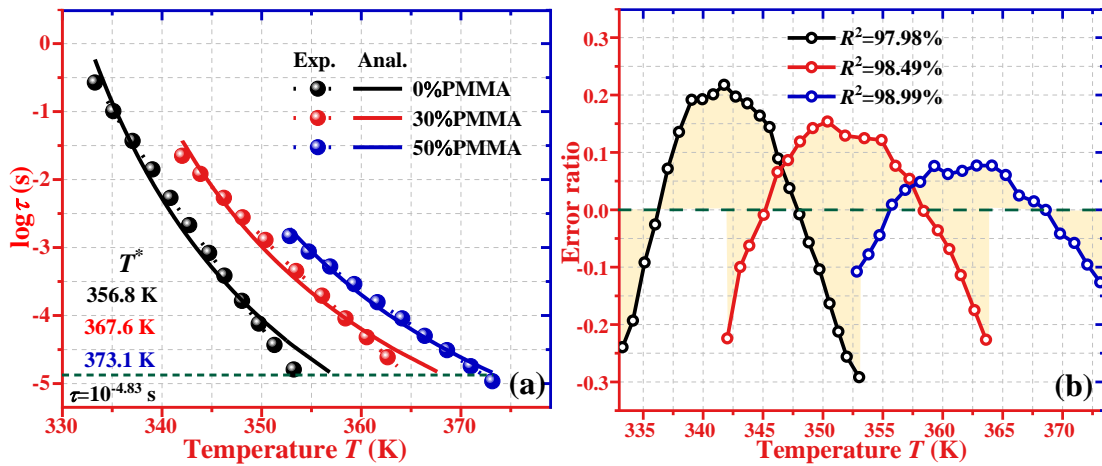 0
-1
-2
-3
-4
-5
330
340
350
360
370
log τ (s)
Temperature T (K)
Exp. Anal.
0%PMMA
30%PMMA
50%PMMA
T*
356.8 K
367.6 K
373.1 K
τ=10^-4.83 s
(a)
0.3
0.2
0.1
0.0
-0.1
-0.2
-0.3
335
340
345
350
355
360
365
370
Error ratio
Temperature T (K)
R²=97.98%
R²=98.49%
R²=98.99%
(b)